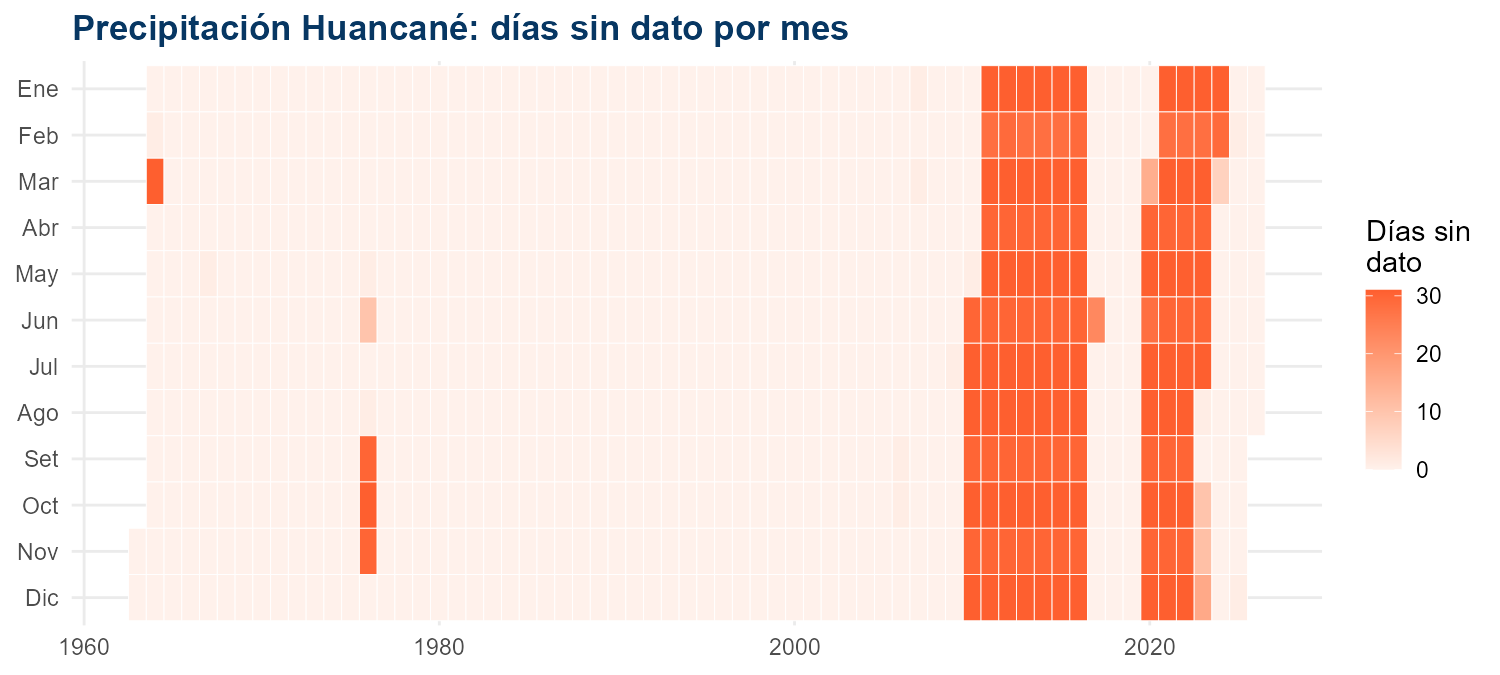 Precipitación Huancané: días sin dato por mes
Ene
Feb
Mar
Abr
May
Jun
Jul
Ago
Set
Oct
Nov
Dic
1960
1980
2000
2020
Días sin
dato
30
20
10
0